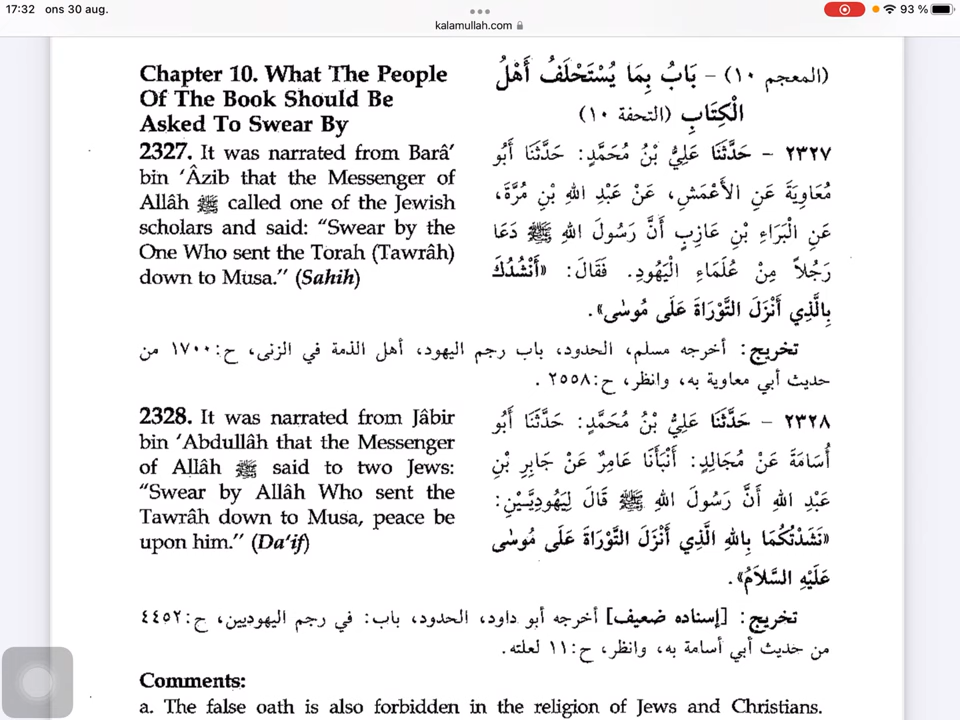 17:32 ons 30 aug.
93 %
kalamullah.com
Chapter 10. What The People
Of The Book Should Be
Asked To Swear By
(المعجم ١٠) – بَابُ بِمَا يُسْتَحْلَفُ أَهْلُ
الْكِتَابِ (التحفة ١٠)
2327. It was narrated from Barâ'
bin 'Âzib that the Messenger of
Allâh ﷺ called one of the Jewish
scholars and said: "Swear by the
One Who sent the Torah (Tawrâh)
down to Musa." (Sahih)
٢٣٢٧ – حَدَّثَنَا عَلِيُّ بْنُ مُحَمَّدٍ: حَدَّثَنَا أَبُو
مُعَاوِيَةَ عَنِ الأَعْمَشِ، عَنْ عَبْدِ اللهِ بْنِ مُرَّةَ،
عَنِ الْبَرَاءِ بْنِ عَازِبٍ أَنَّ رَسُولَ اللهِ ﷺ دَعَا
رَجُلاً مِنْ عُلَمَاءِ الْيَهُودِ. فَقَالَ: «أَنْشُدُكَ
بِالَّذِي أَنْزَلَ التَّوْرَاةَ عَلَى مُوسَى».
تخريج: أخرجه مسلم، الحدود، باب رجم اليهود، أهل الذمة في الزنى، ح:١٧٠٠ من
حديث أبي معاوية به، وانظر، ح:٢٥٥٨ .
2328. It was narrated from Jâbir
bin 'Abdullâh that the Messenger
of Allâh ﷺ said to two Jews:
"Swear by Allâh Who sent the
Tawrâh down to Musa, peace be
upon him." (Da'if)
٢٣٢٨ – حَدَّثَنَا عَلِيُّ بْنُ مُحَمَّدٍ: حَدَّثَنَا أَبُو
أُسَامَةَ عَنْ مُجَالِدٍ: أَنْبَأَنَا عَامِرٌ عَنْ جَابِرِ بْنِ
عَبْدِ اللهِ أَنَّ رَسُولَ اللهِ ﷺ قَالَ لِيَهُودِيَّيْنِ:
«نَشَدْتُكُمَا بِاللهِ الَّذِي أَنْزَلَ التَّوْرَاةَ عَلَى مُوسَى
عَلَيْهِ السَّلاَمُ».
تخريج: [إسناده ضعيف] أخرجه أبو داود، الحدود، باب: في رجم اليهوديين، ح:٤٤٥٢
من حديث أبي أسامة به، وانظر، ح:١١ لعلته.
Comments:
a. The false oath is also forbidden in the religion of Jews and Christians.